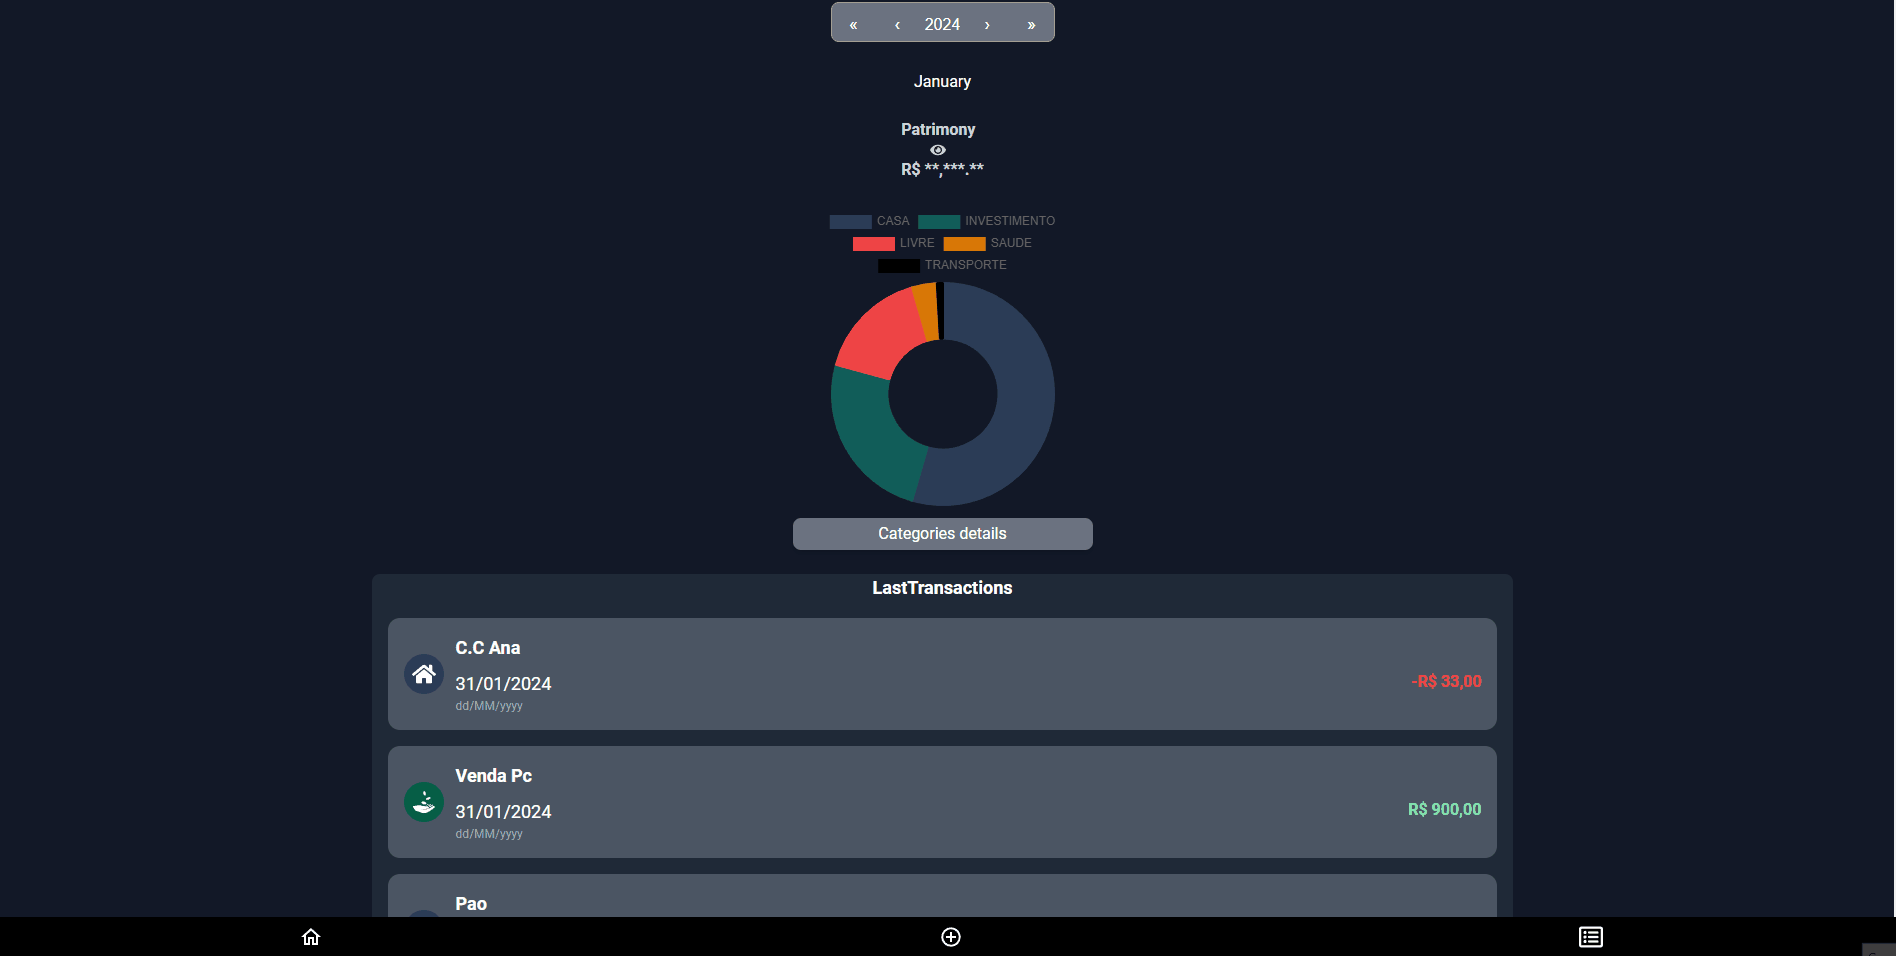 « ‹ 2024 › »
January
Patrimony
R$ **,***.**
CASA INVESTIMENTO
LIVRE SAUDE
TRANSPORTE
Categories details
LastTransactions
C.C Ana
31/01/2024
-R$ 33,00
dd/MM/yyyy
Venda Pc
31/01/2024
R$ 900,00
dd/MM/yyyy
Pao